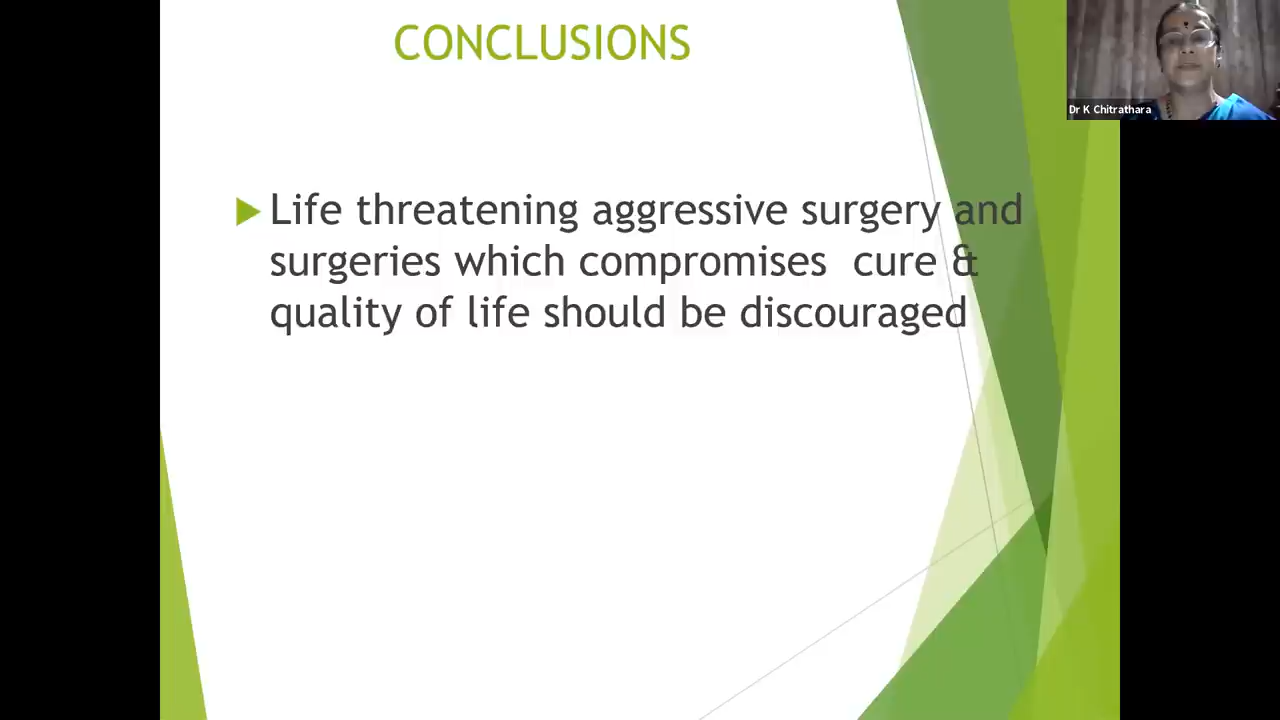 CONCLUSIONS
Dr K Chitrathara
Life threatening aggressive surgery and
surgeries which compromises cure &
quality of life should be discouraged